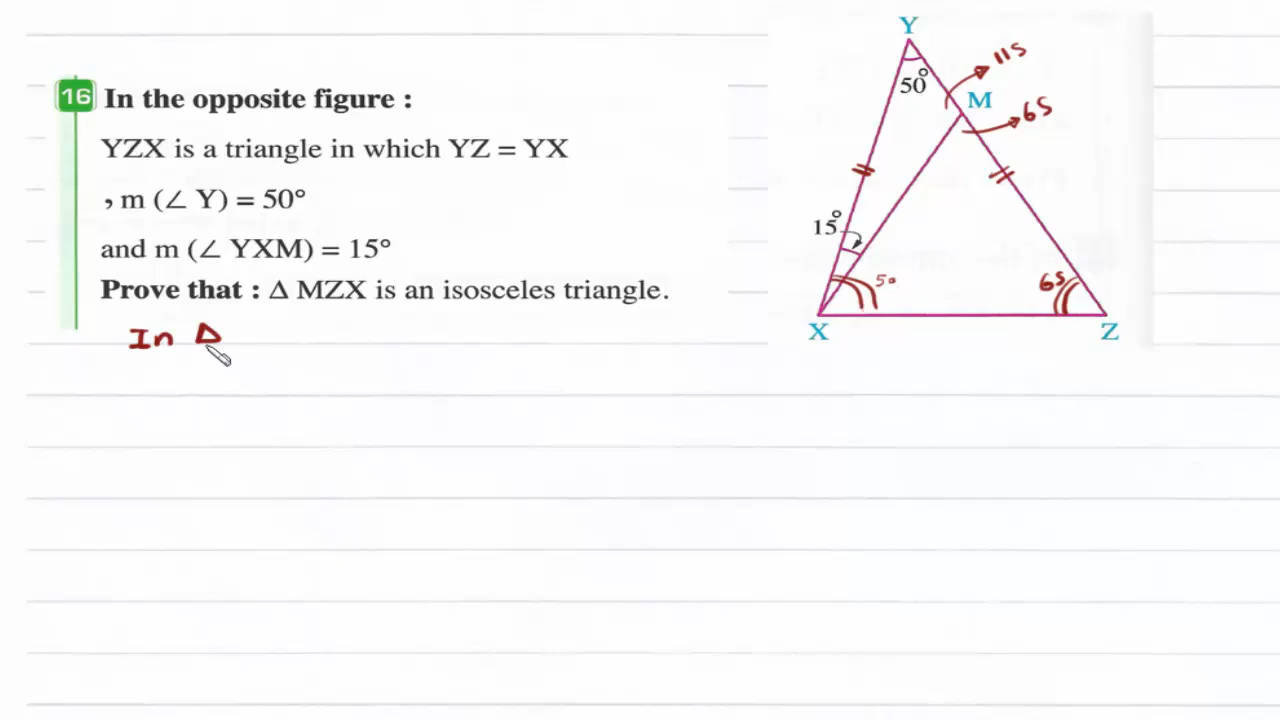 16 In the opposite figure :
YZX is a triangle in which YZ = YX
, m (∠ Y) = 50°
and m (∠ YXM) = 15°
Prove that : Δ MZX is an isosceles triangle.
In Δ
Y
50°
115
M
65
15°
50
65
X
Z